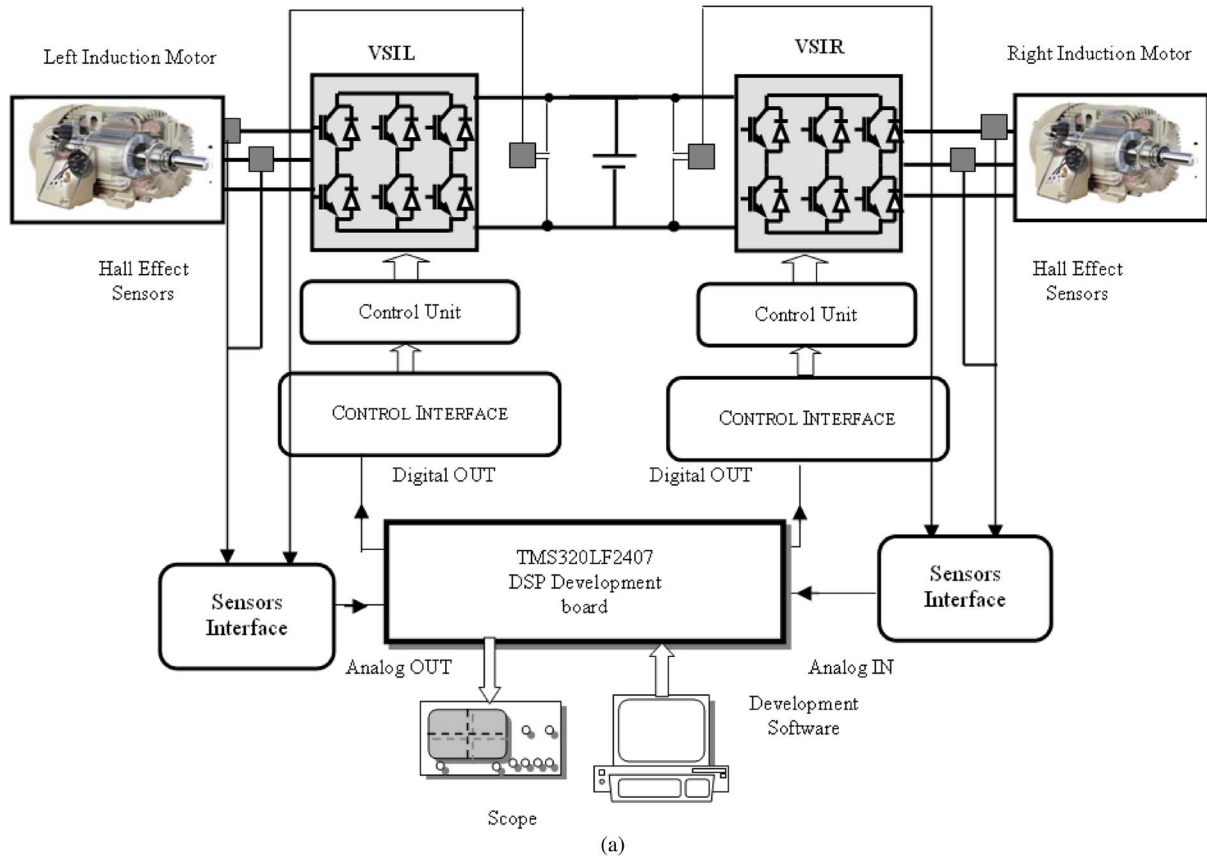 VSIL
VSIR
Left Induction Motor
Right Induction Motor
Hall Effect
Sensors
Hall Effect
Sensors
Control Unit
Control Unit
CONTROL INTERFACE
CONTROL INTERFACE
Digital OUT
Digital OUT
TMS320LF2407
DSP Development
board
Sensors
Interface
Sensors
Interface
Analog OUT
Analog IN
Development
Software
Scope
(a)